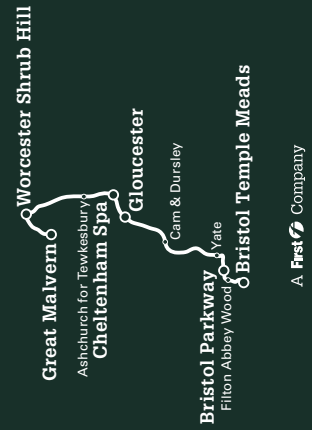 Worcester Shrub Hill
Great Malvern
Ashchurch for Tewkesbury
Cheltenham Spa
Gloucester
Cam & Dursley
Yate
Bristol Parkway
Filton Abbey Wood
Bristol Temple Meads
A First Company